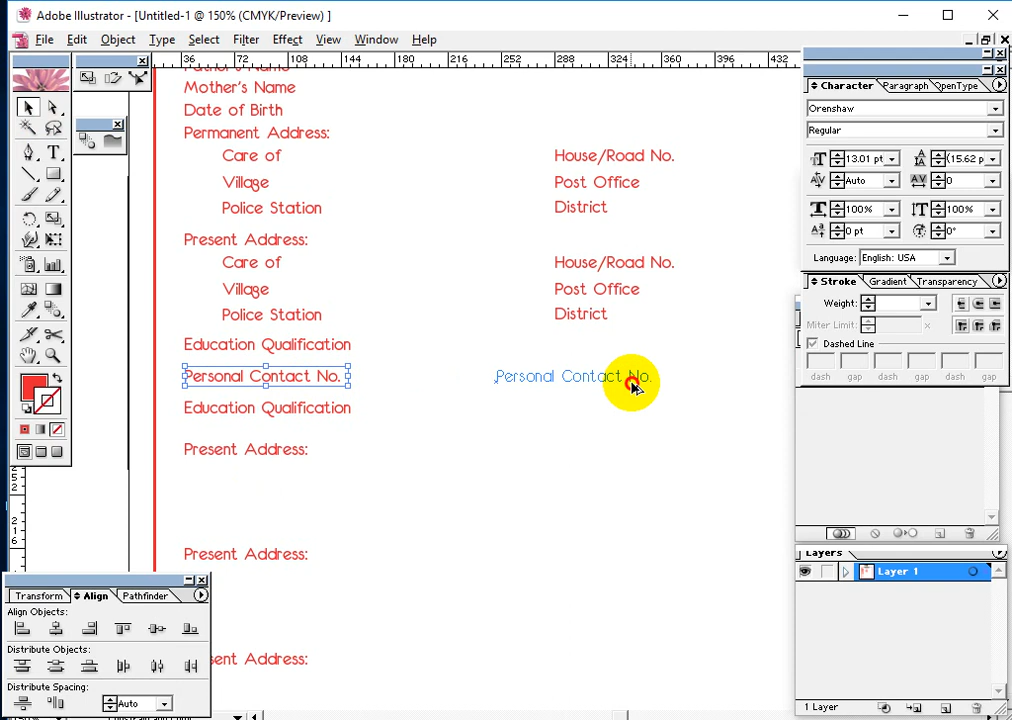 Adobe Illustrator - [Untitled-1 @ 150% (CMYK/Preview) ]
File Edit Object Type Select Filter Effect View Window Help
36 72 108 144 180 216 252 288 324 360 396 432
Mother's Name
Date of Birth
Permanent Address:
Care of House/Road No.
Village Post Office
Police Station District
Present Address:
Care of House/Road No.
Village Post Office
Police Station District
Education Qualification
Personal Contact No. Personal Contact No.
Education Qualification
Present Address:
Present Address:
Present Address:
Character Paragraph OpenType
Orenshaw
Regular
13.01 pt (15.62 p
Auto 0
100% 100%
0 pt 0°
Language: English: USA
Stroke Gradient Transparency
Weight:
Miter Limit: x
Dashed Line
dash gap dash gap dash gap
Layers
Layer 1
1 Layer
Transform Align Pathfinder
Align Objects:
Distribute Objects:
Distribute Spacing:
Auto